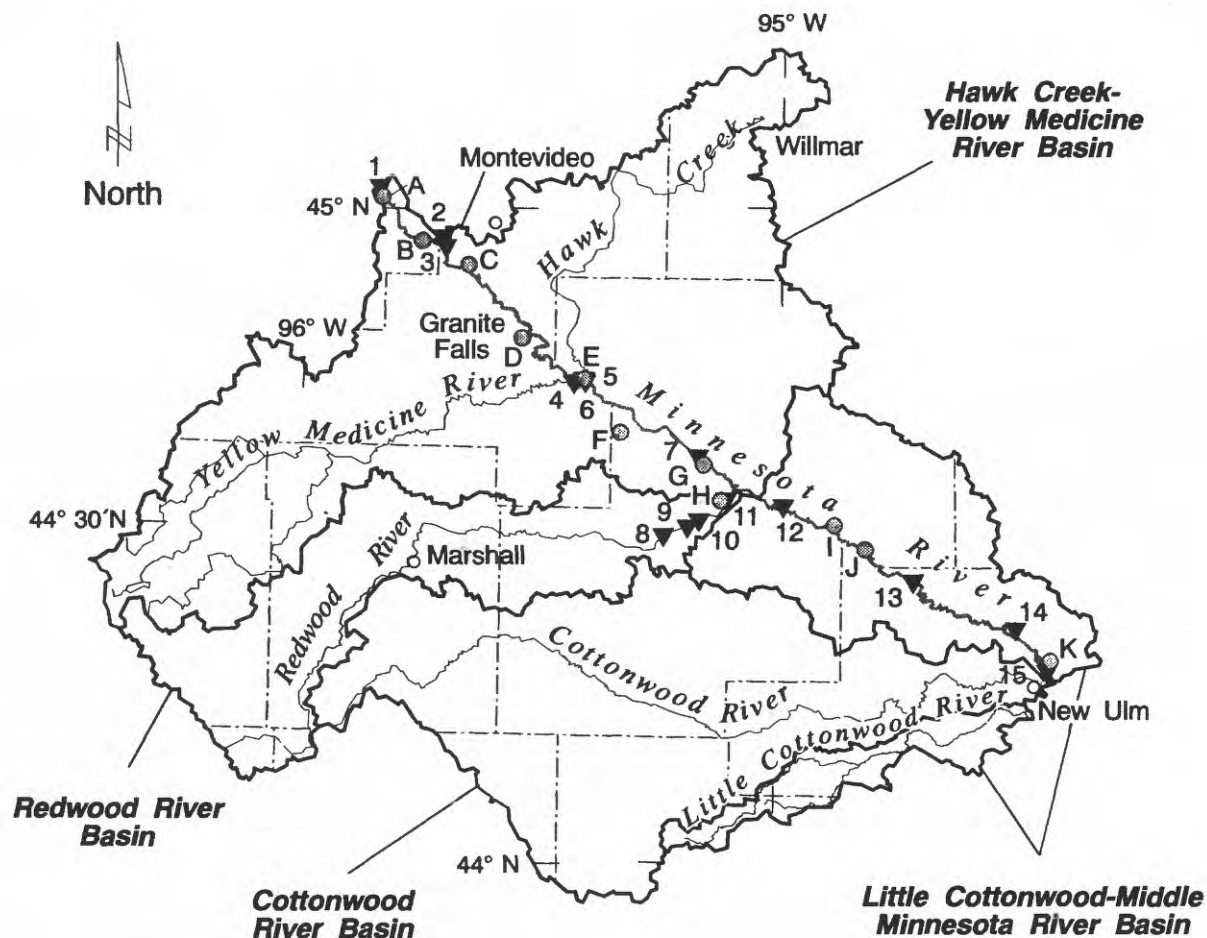 95° W
Hawk Creek-
Yellow Medicine
River Basin
North
Montevideo
Willmar
Creek
Hawk
1
A
45° N
2
B
3
C
96° W
Granite
Falls
D
E
5
4
6
Minnesota
River
Yellow Medicine River
F
7
G
H
44° 30´N
9
8
10
11
12
I
J
13
14
K
15
Redwood River
Marshall
Cottonwood River
Little Cottonwood River
New Ulm
Redwood River
Basin
44° N
Cottonwood
River Basin
Little Cottonwood-Middle
Minnesota River Basin